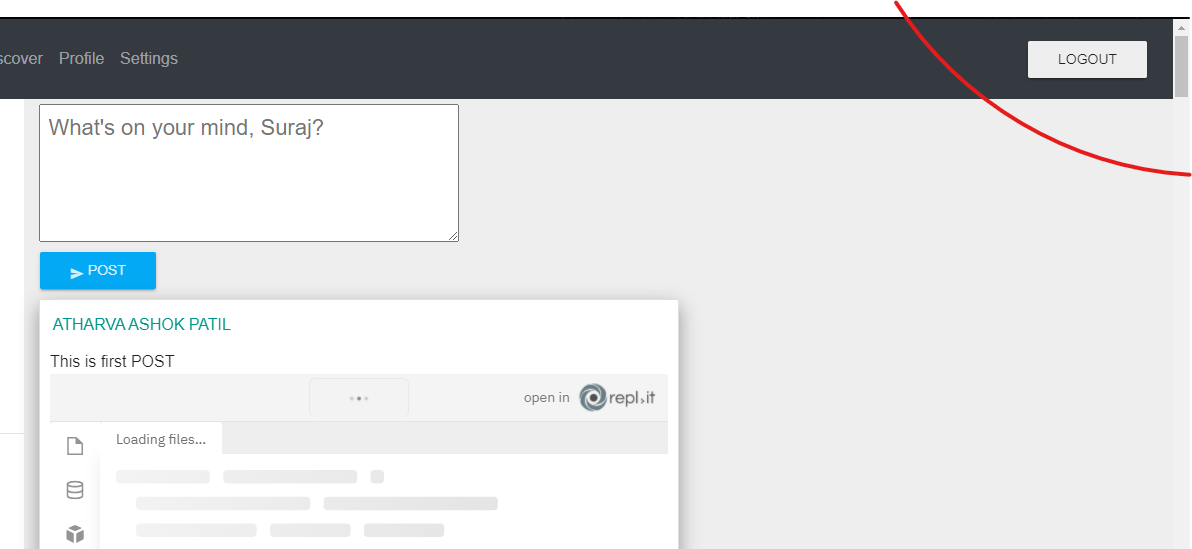 scover Profile Settings LOGOUT
What's on your mind, Suraj?
POST
ATHARVA ASHOK PATIL
This is first POST
open in repl.it
Loading files...